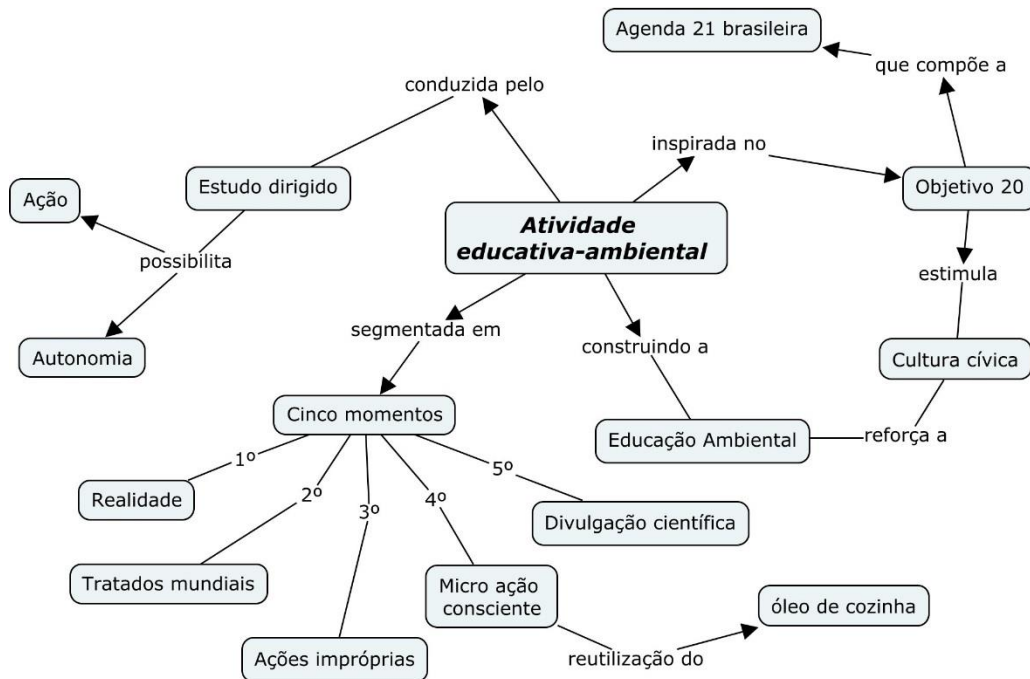 Agenda 21 brasileira
que compõe a
conduzida pelo
inspirada no
Estudo dirigido
Objetivo 20
Ação
Atividade
educativa-ambiental
possibilita
estimula
segmentada em
construindo a
Autonomia
Cultura cívica
Cinco momentos
Educação Ambiental
reforça a
1º
2º
3º
4º
5º
Realidade
Divulgação científica
Tratados mundiais
Micro ação
consciente
óleo de cozinha
Ações impróprias
reutilização do